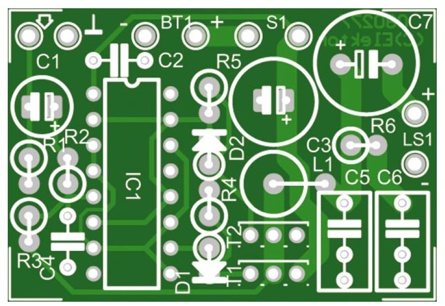 - BT1 + S1 C7
C1 C2 R5 +
+
+ + R6 LS1
R1 R2 D2 C3 L1
IC1 R4 C5 C6 -
C4 T2
R3 D1 T1